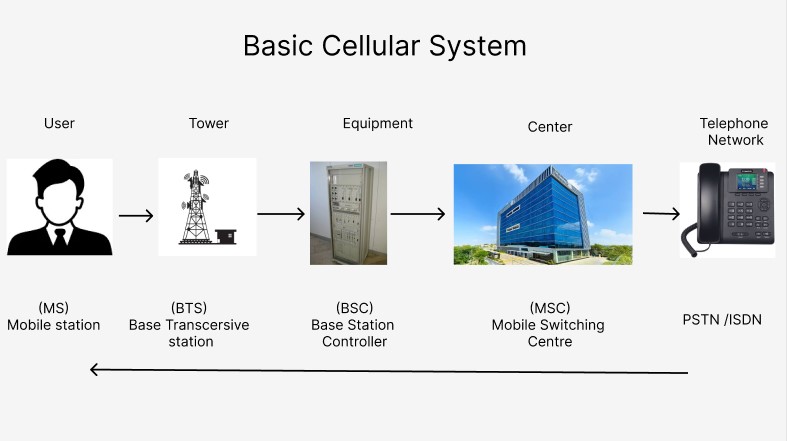 Basic Cellular System
User
Tower
Equipment
Center
Telephone
Network
(MS)
Mobile station
(BTS)
Base Transcersive
station
(BSC)
Base Station
Controller
(MSC)
Mobile Switching
Centre
PSTN /ISDN